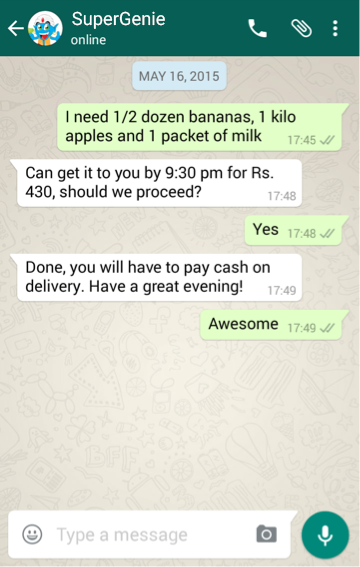 SuperGenie
online
MAY 16, 2015
I need 1/2 dozen bananas, 1 kilo
apples and 1 packet of milk 17:45
Can get it to you by 9:30 pm for Rs.
430, should we proceed?
17:48
Yes 17:48
Done, you will have to pay cash on
delivery. Have a great evening! 17:49
Awesome 17:49
Type a message